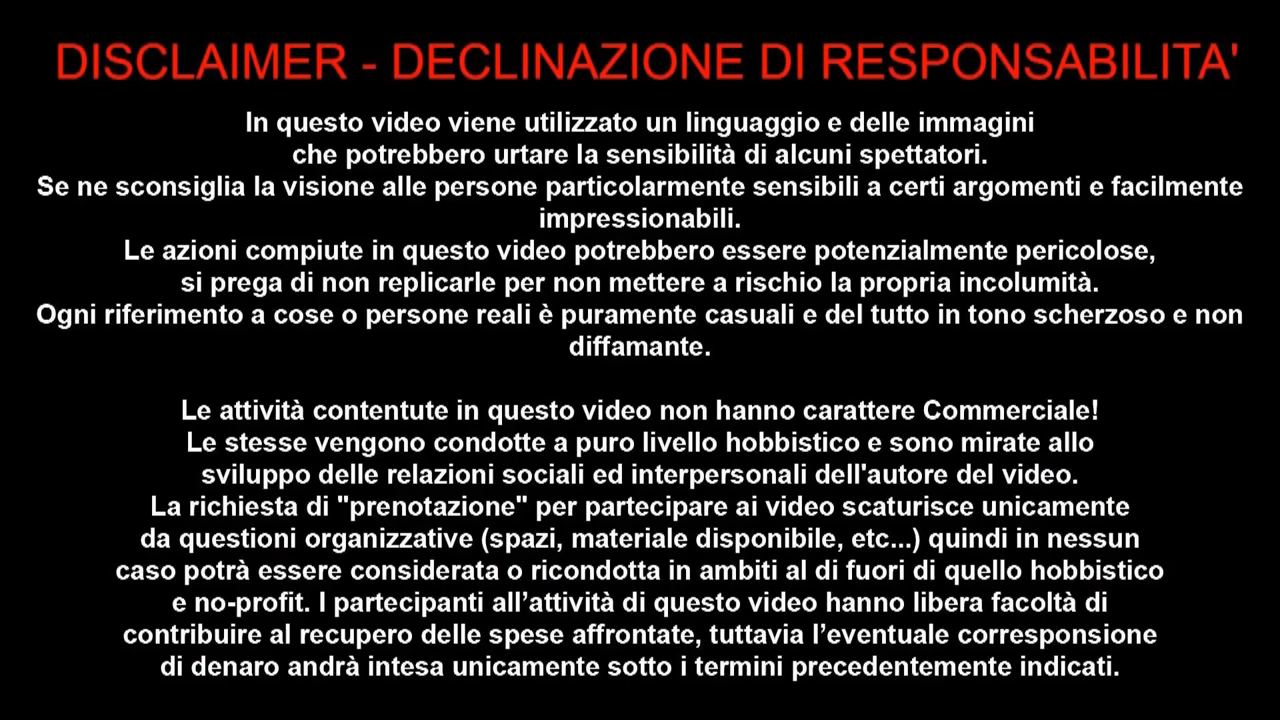 DISCLAIMER - DECLINAZIONE DI RESPONSABILITA'
In questo video viene utilizzato un linguaggio e delle immagini
che potrebbero urtare la sensibilità di alcuni spettatori.
Se ne sconsiglia la visione alle persone particolarmente sensibili a certi argomenti e facilmente
impressionabili.
Le azioni compiute in questo video potrebbero essere potenzialmente pericolose,
si prega di non replicarle per non mettere a rischio la propria incolumità.
Ogni riferimento a cose o persone reali è puramente casuali e del tutto in tono scherzoso e non
diffamante.
Le attività contentute in questo video non hanno carattere Commerciale!
Le stesse vengono condotte a puro livello hobbistico e sono mirate allo
sviluppo delle relazioni sociali ed interpersonali dell'autore del video.
La richiesta di "prenotazione" per partecipare ai video scaturisce unicamente
da questioni organizzative (spazi, materiale disponibile, etc...) quindi in nessun
caso potrà essere considerata o ricondotta in ambiti al di fuori di quello hobbistico
e no-profit. I partecipanti all’attività di questo video hanno libera facoltà di
contribuire al recupero delle spese affrontate, tuttavia l’eventuale corresponsione
di denaro andrà intesa unicamente sotto i termini precedentemente indicati.